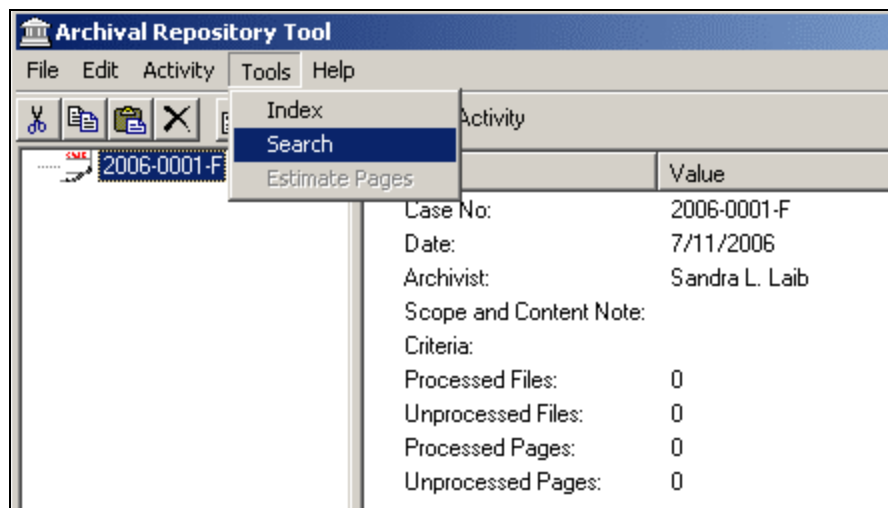 Archival Repository Tool
File Edit Activity Tools Help
Index
Activity
Search
2006-0001-F
Estimate Pages
Value
Case No: 2006-0001-F
Date: 7/11/2006
Archivist: Sandra L. Laib
Scope and Content Note:
Criteria:
Processed Files: 0
Unprocessed Files: 0
Processed Pages: 0
Unprocessed Pages: 0